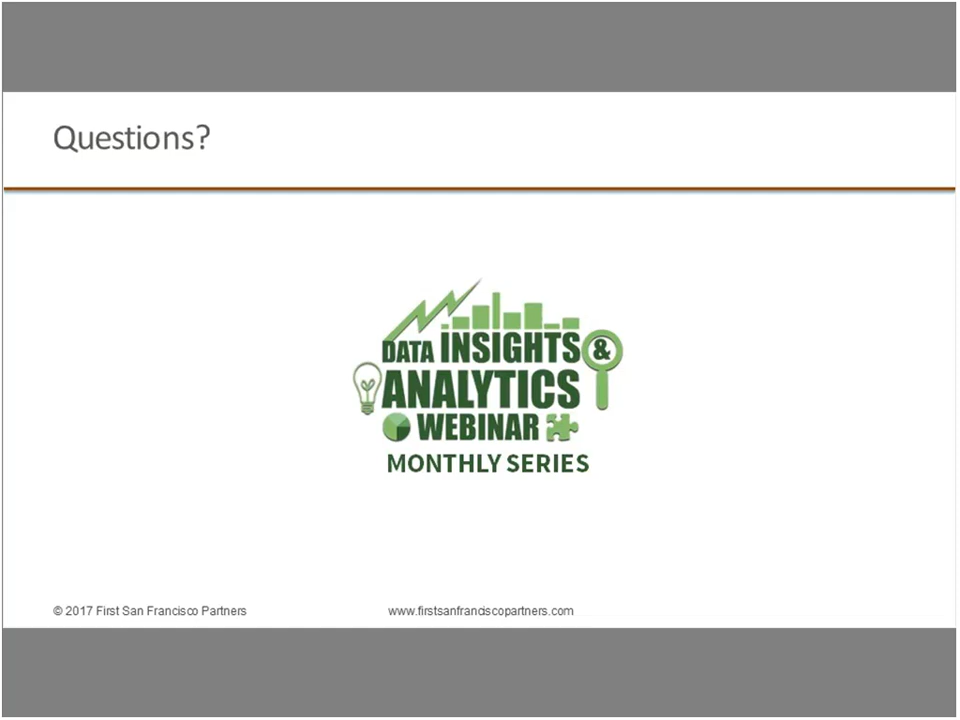 Questions?
DATA INSIGHTS &
ANALYTICS
WEBINAR
MONTHLY SERIES
© 2017 First San Francisco Partners
www.firstsanfranciscopartners.com